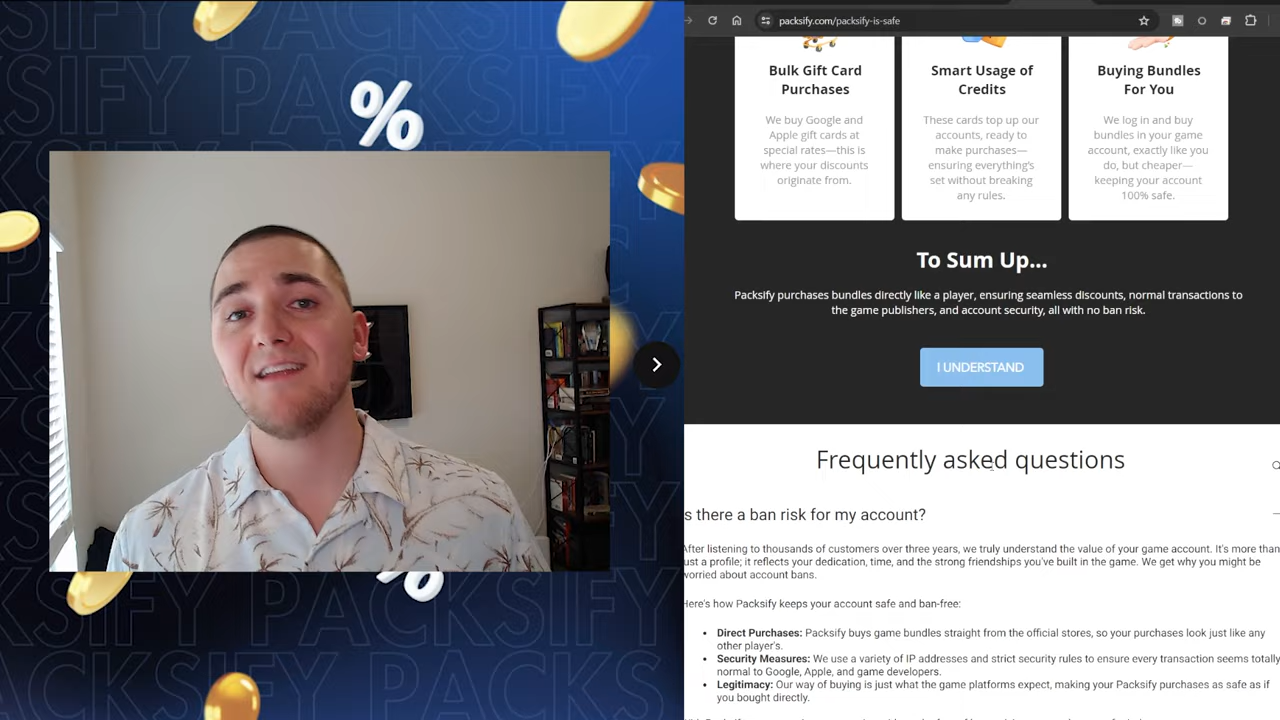 PACKSIFY PACKSIFY
%
%
packsify.com/packsify-is-safe
Bulk Gift Card
Purchases
We buy Google and
Apple gift cards at
special rates—this is
where your discounts
originate from.
Smart Usage of
Credits
These cards top up our
accounts, ready to
make purchases—
ensuring everything's
set without breaking
any rules.
Buying Bundles
For You
We log in and buy
bundles in your game
account, exactly like you
do, but cheaper—
keeping your account
100% safe.
To Sum Up...
Packsify purchases bundles directly like a player, ensuring seamless discounts, normal transactions to
the game publishers, and account security, all with no ban risk.
I UNDERSTAND
Frequently asked questions
s there a ban risk for my account?
After listening to thousands of customers over three years, we truly understand the value of your game account. It's more than
ust a profile; it reflects your dedication, time, and the strong friendships you've built in the game. We get why you might be
worried about account bans.
Here's how Packsify keeps your account safe and ban-free:
• Direct Purchases: Packsify buys game bundles straight from the official stores, so your purchases look just like any
other player's.
• Security Measures: We use a variety of IP addresses and strict security rules to ensure every transaction seems totally
normal to Google, Apple, and game developers.
• Legitimacy: Our way of buying is just what the game platforms expect, making your Packsify purchases as safe as if
you bought directly.